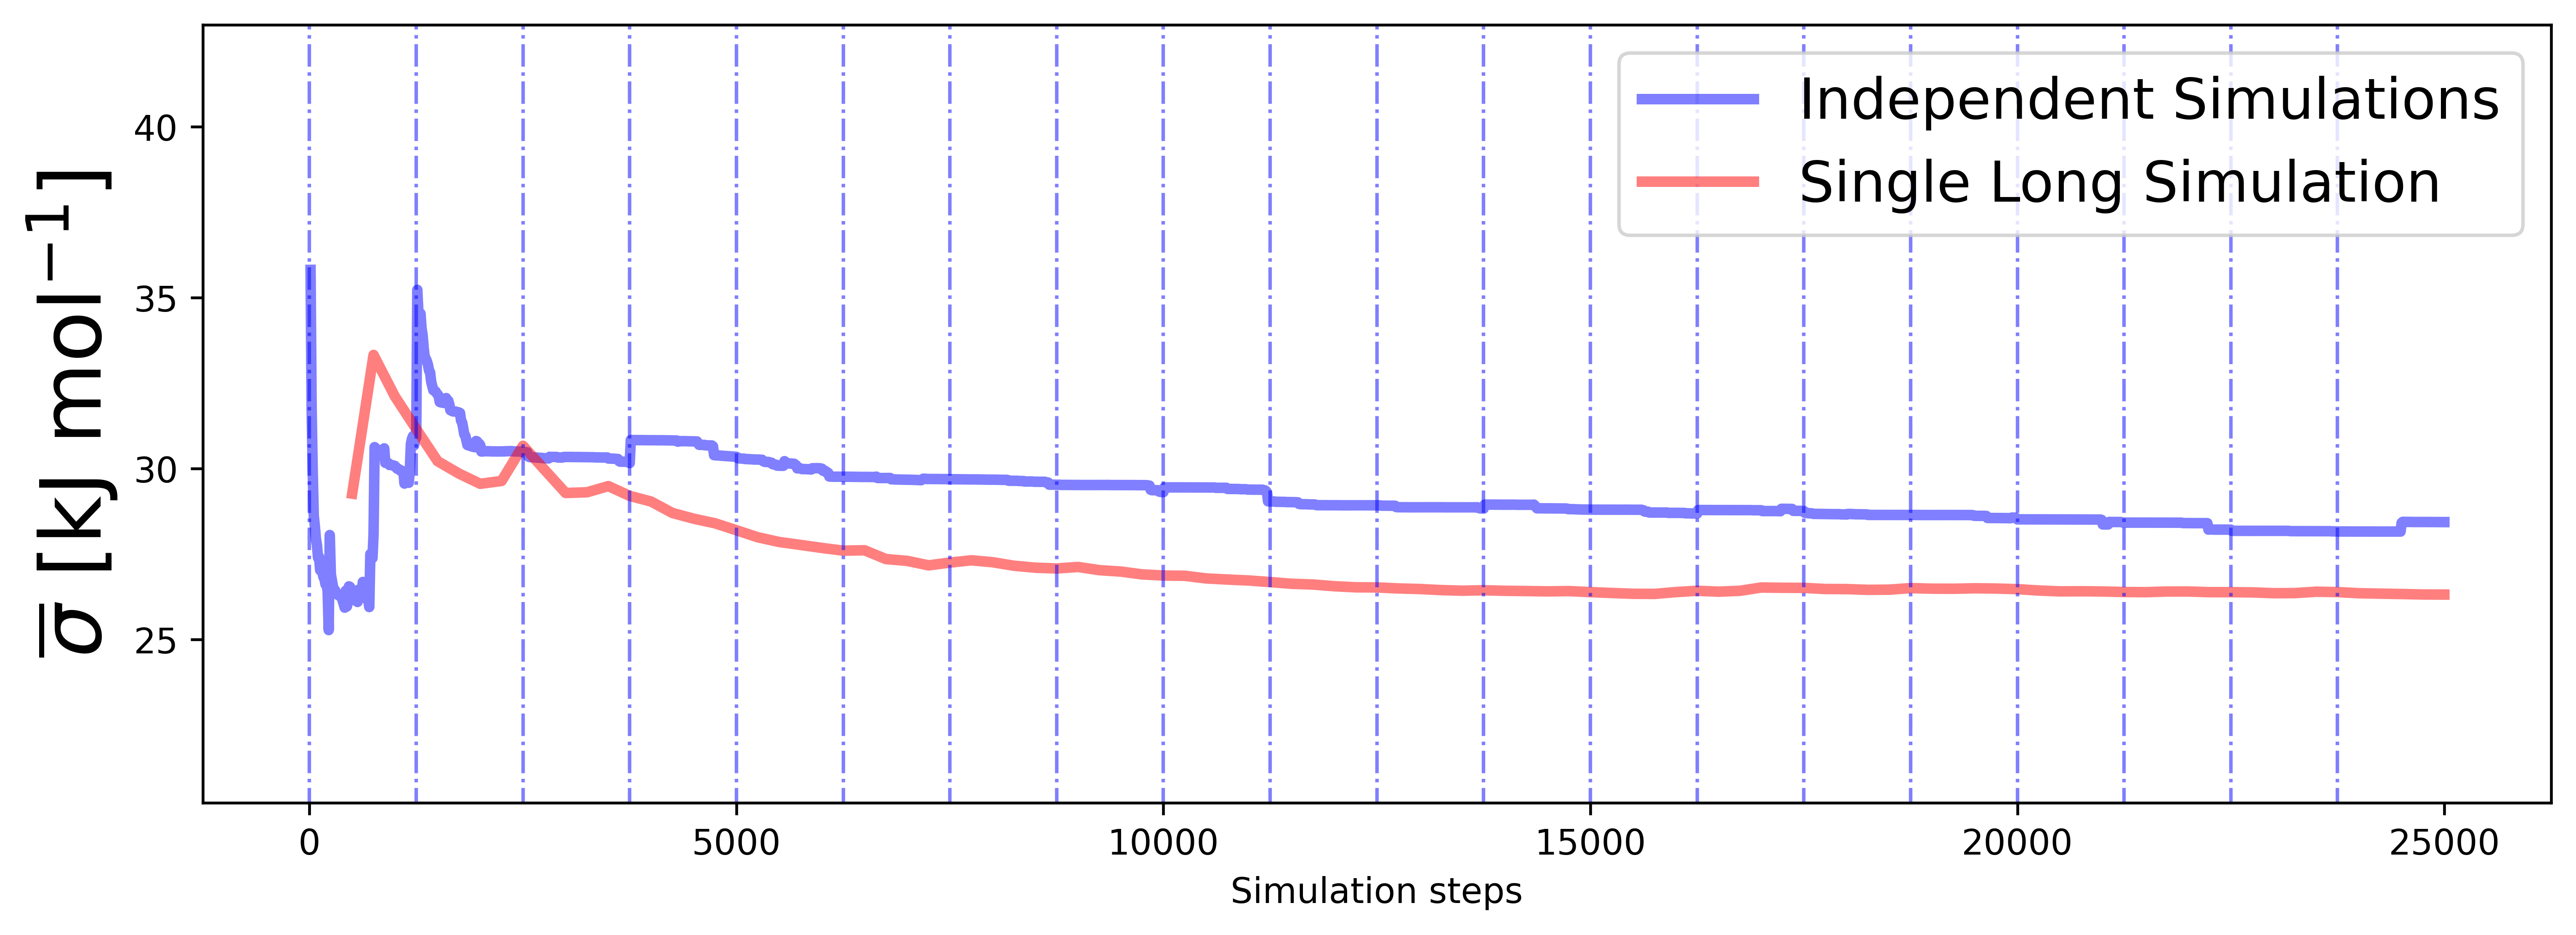 σ̅ [kJ mol⁻¹]
40
35
30
25
Independent Simulations
Single Long Simulation
0 5000 10000 15000 20000 25000
Simulation steps